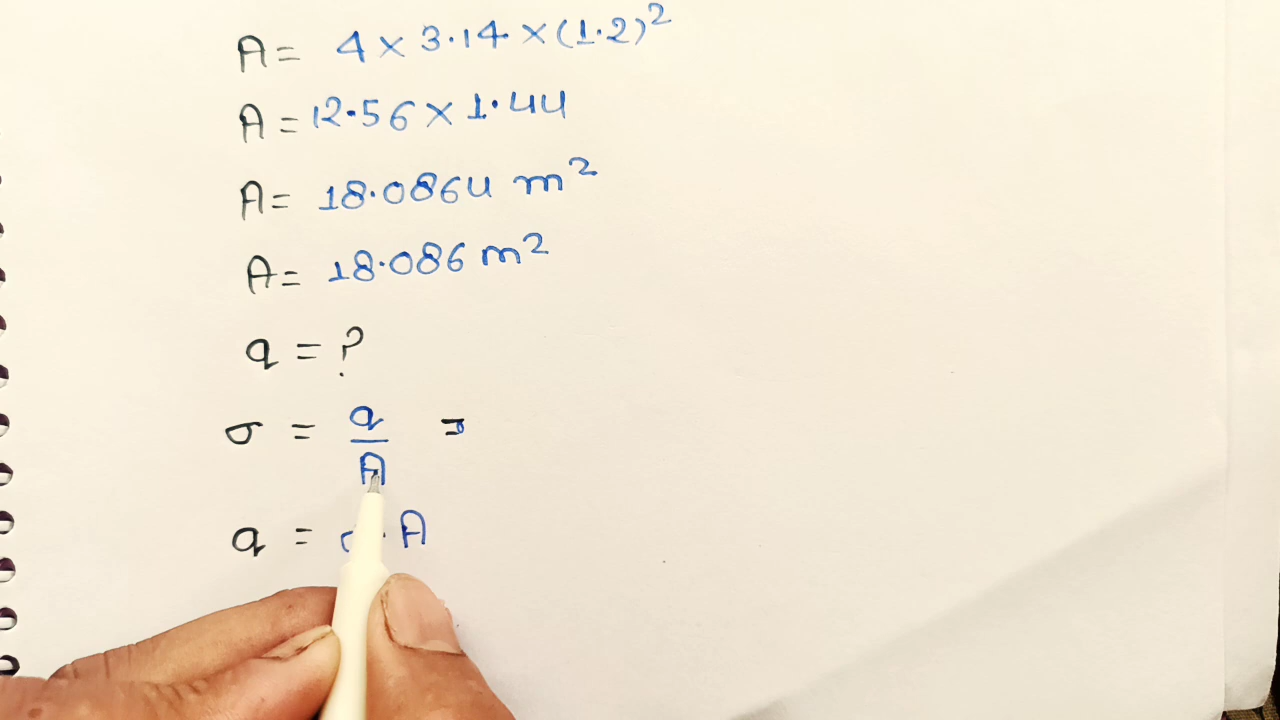 A = 4 × 3.14 × (1.2)²
A = 12.56 × 1.44
A = 18.0864 m²
A = 18.086 m²
q = ?
σ = q/A =
q = . A